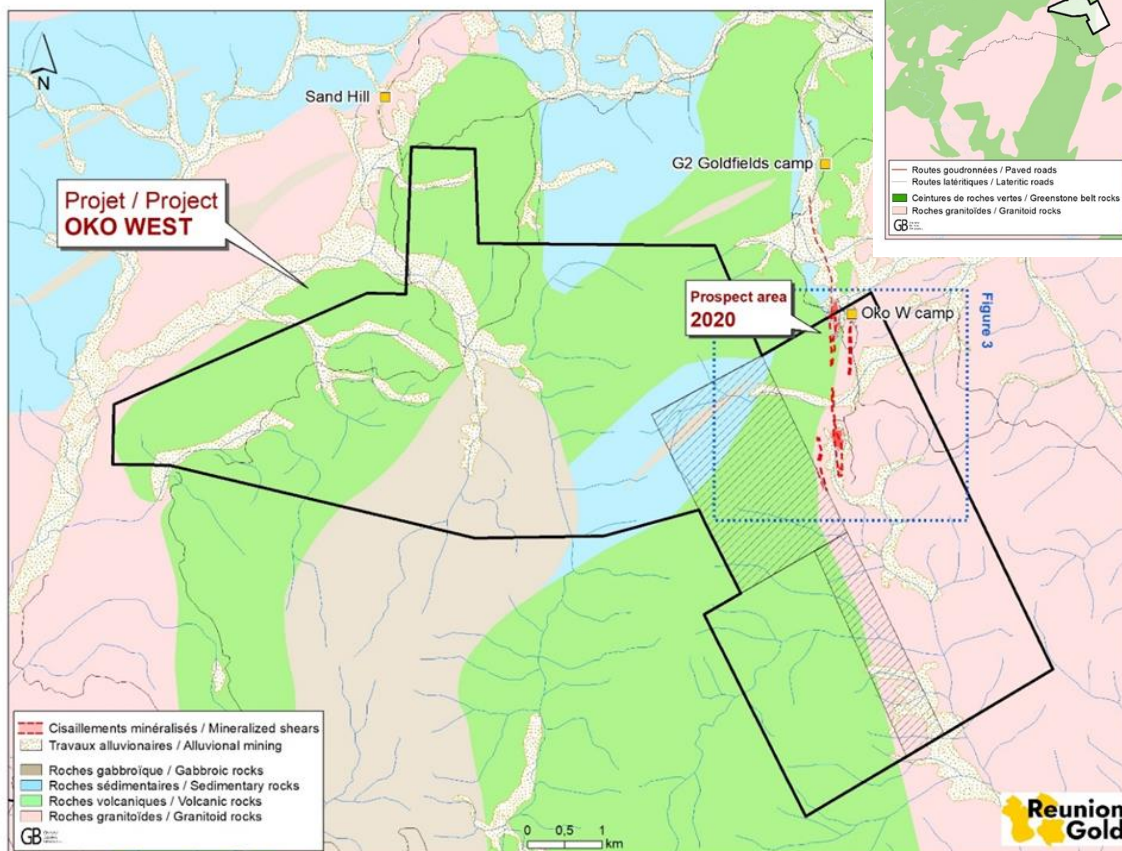 N
Sand Hill
G2 Goldfields camp
Projet / Project
OKO WEST
Prospect area
2020
Oko W camp
Figure 3
Routes goudronnées / Paved roads
Routes latéritiques / Lateritic roads
Ceintures de roches vertes / Greenstone belt rocks
Roches granitoïdes / Granitoid rocks
GB
Cisaillements minéralisés / Mineralized shears
Travaux alluvionaires / Alluvional mining
Roches gabbroïque / Gabbroic rocks
Roches sédimentaires / Sedimentary rocks
Roches volcaniques / Volcanic rocks
Roches granitoïdes / Granitoid rocks
GB
0 0,5 1
km
Reunion
Gold